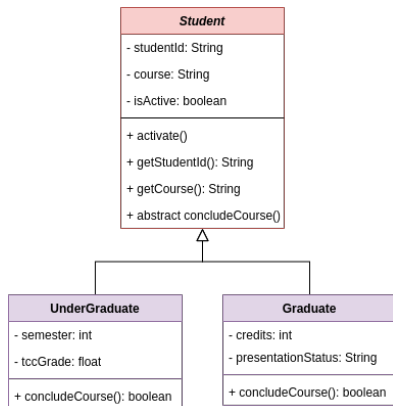 Student
- studentId: String
- course: String
- isActive: boolean
+ activate()
+ getStudentId(): String
+ getCourse(): String
+ abstract concludeCourse()
UnderGraduate
- semester: int
- tccGrade: float
+ concludeCourse(): boolean
Graduate
- credits: int
- presentationStatus: String
+ concludeCourse(): boolean